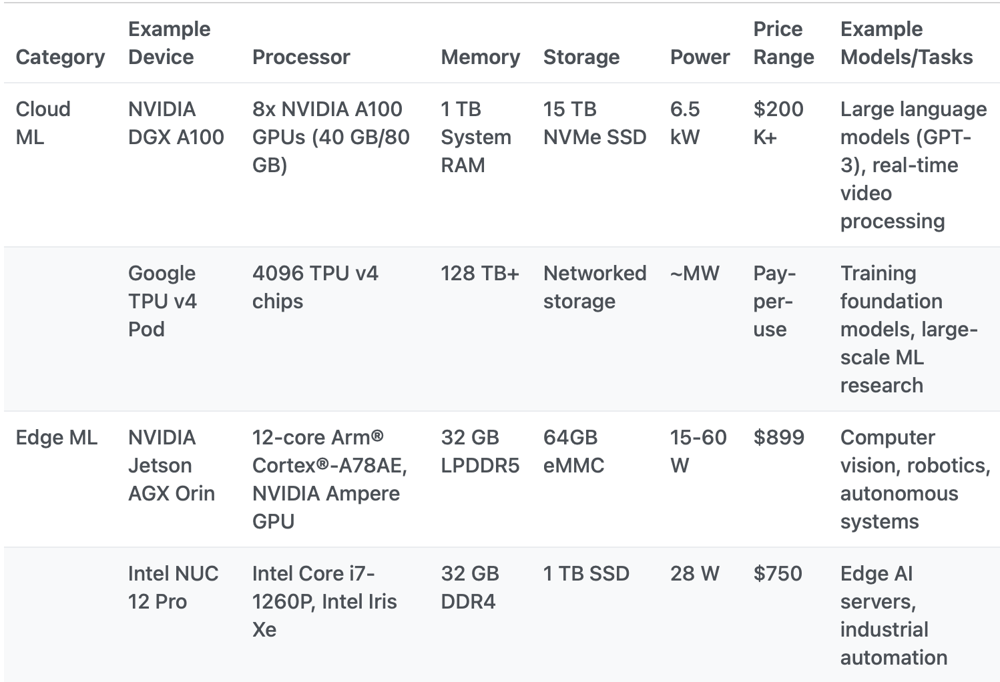 Category Example Device Processor Memory Storage Power Price Range Example Models/Tasks
Cloud ML NVIDIA DGX A100 8x NVIDIA A100 GPUs (40 GB/80 GB) 1 TB System RAM 15 TB NVMe SSD 6.5 kW $200 K+ Large language models (GPT-3), real-time video processing
Google TPU v4 Pod 4096 TPU v4 chips 128 TB+ Networked storage ~MW Pay-per-use Training foundation models, large-scale ML research
Edge ML NVIDIA Jetson AGX Orin 12-core Arm® Cortex®-A78AE, NVIDIA Ampere GPU 32 GB LPDDR5 64GB eMMC 15-60 W $899 Computer vision, robotics, autonomous systems
Intel NUC 12 Pro Intel Core i7-1260P, Intel Iris Xe 32 GB DDR4 1 TB SSD 28 W $750 Edge AI servers, industrial automation